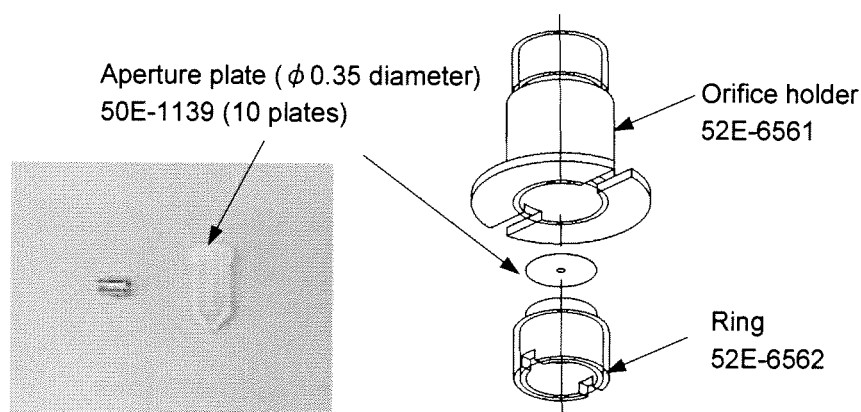 Aperture plate (ϕ0.35 diameter)
50E-1139 (10 plates)
Orifice holder
52E-6561
Ring
52E-6562